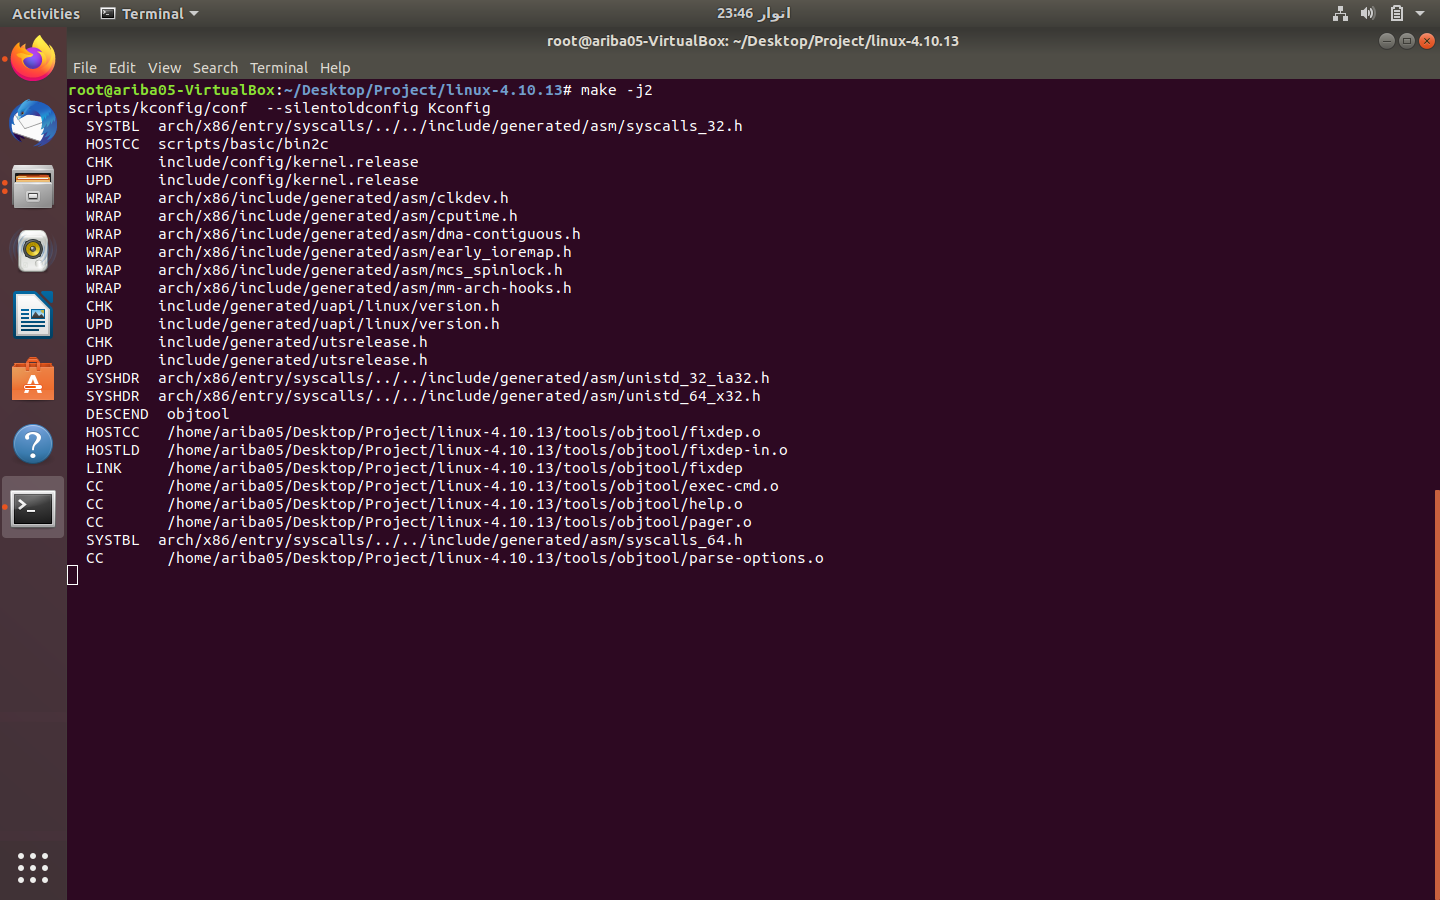 Activities Terminal اتوار 23:46
root@ariba05-VirtualBox: ~/Desktop/Project/linux-4.10.13
File Edit View Search Terminal Help
root@ariba05-VirtualBox:~/Desktop/Project/linux-4.10.13# make -j2
scripts/kconfig/conf  --silentoldconfig Kconfig
  SYSTBL  arch/x86/entry/syscalls/../../include/generated/asm/syscalls_32.h
  HOSTCC  scripts/basic/bin2c
  CHK     include/config/kernel.release
  UPD     include/config/kernel.release
  WRAP    arch/x86/include/generated/asm/clkdev.h
  WRAP    arch/x86/include/generated/asm/cputime.h
  WRAP    arch/x86/include/generated/asm/dma-contiguous.h
  WRAP    arch/x86/include/generated/asm/early_ioremap.h
  WRAP    arch/x86/include/generated/asm/mcs_spinlock.h
  WRAP    arch/x86/include/generated/asm/mm-arch-hooks.h
  CHK     include/generated/uapi/linux/version.h
  UPD     include/generated/uapi/linux/version.h
  CHK     include/generated/utsrelease.h
  UPD     include/generated/utsrelease.h
  SYSHDR  arch/x86/entry/syscalls/../../include/generated/asm/unistd_32_ia32.h
  SYSHDR  arch/x86/entry/syscalls/../../include/generated/asm/unistd_64_x32.h
  DESCEND  objtool
  HOSTCC   /home/ariba05/Desktop/Project/linux-4.10.13/tools/objtool/fixdep.o
  HOSTLD   /home/ariba05/Desktop/Project/linux-4.10.13/tools/objtool/fixdep-in.o
  LINK     /home/ariba05/Desktop/Project/linux-4.10.13/tools/objtool/fixdep
  CC       /home/ariba05/Desktop/Project/linux-4.10.13/tools/objtool/exec-cmd.o
  CC       /home/ariba05/Desktop/Project/linux-4.10.13/tools/objtool/help.o
  CC       /home/ariba05/Desktop/Project/linux-4.10.13/tools/objtool/pager.o
  SYSTBL  arch/x86/entry/syscalls/../../include/generated/asm/syscalls_64.h
  CC       /home/ariba05/Desktop/Project/linux-4.10.13/tools/objtool/parse-options.o